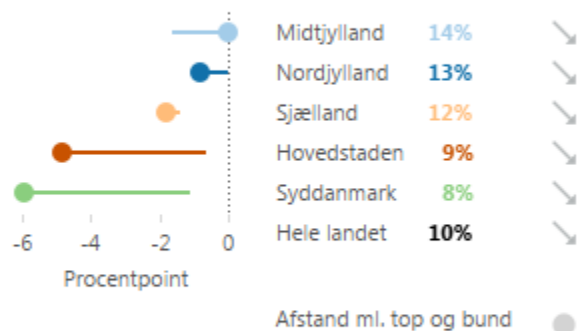 Midtjylland 14%
Nordjylland 13%
Sjælland 12%
Hovedstaden 9%
Syddanmark 8%
Hele landet 10%
-6 -4 -2 0
Procentpoint
Afstand ml. top og bund